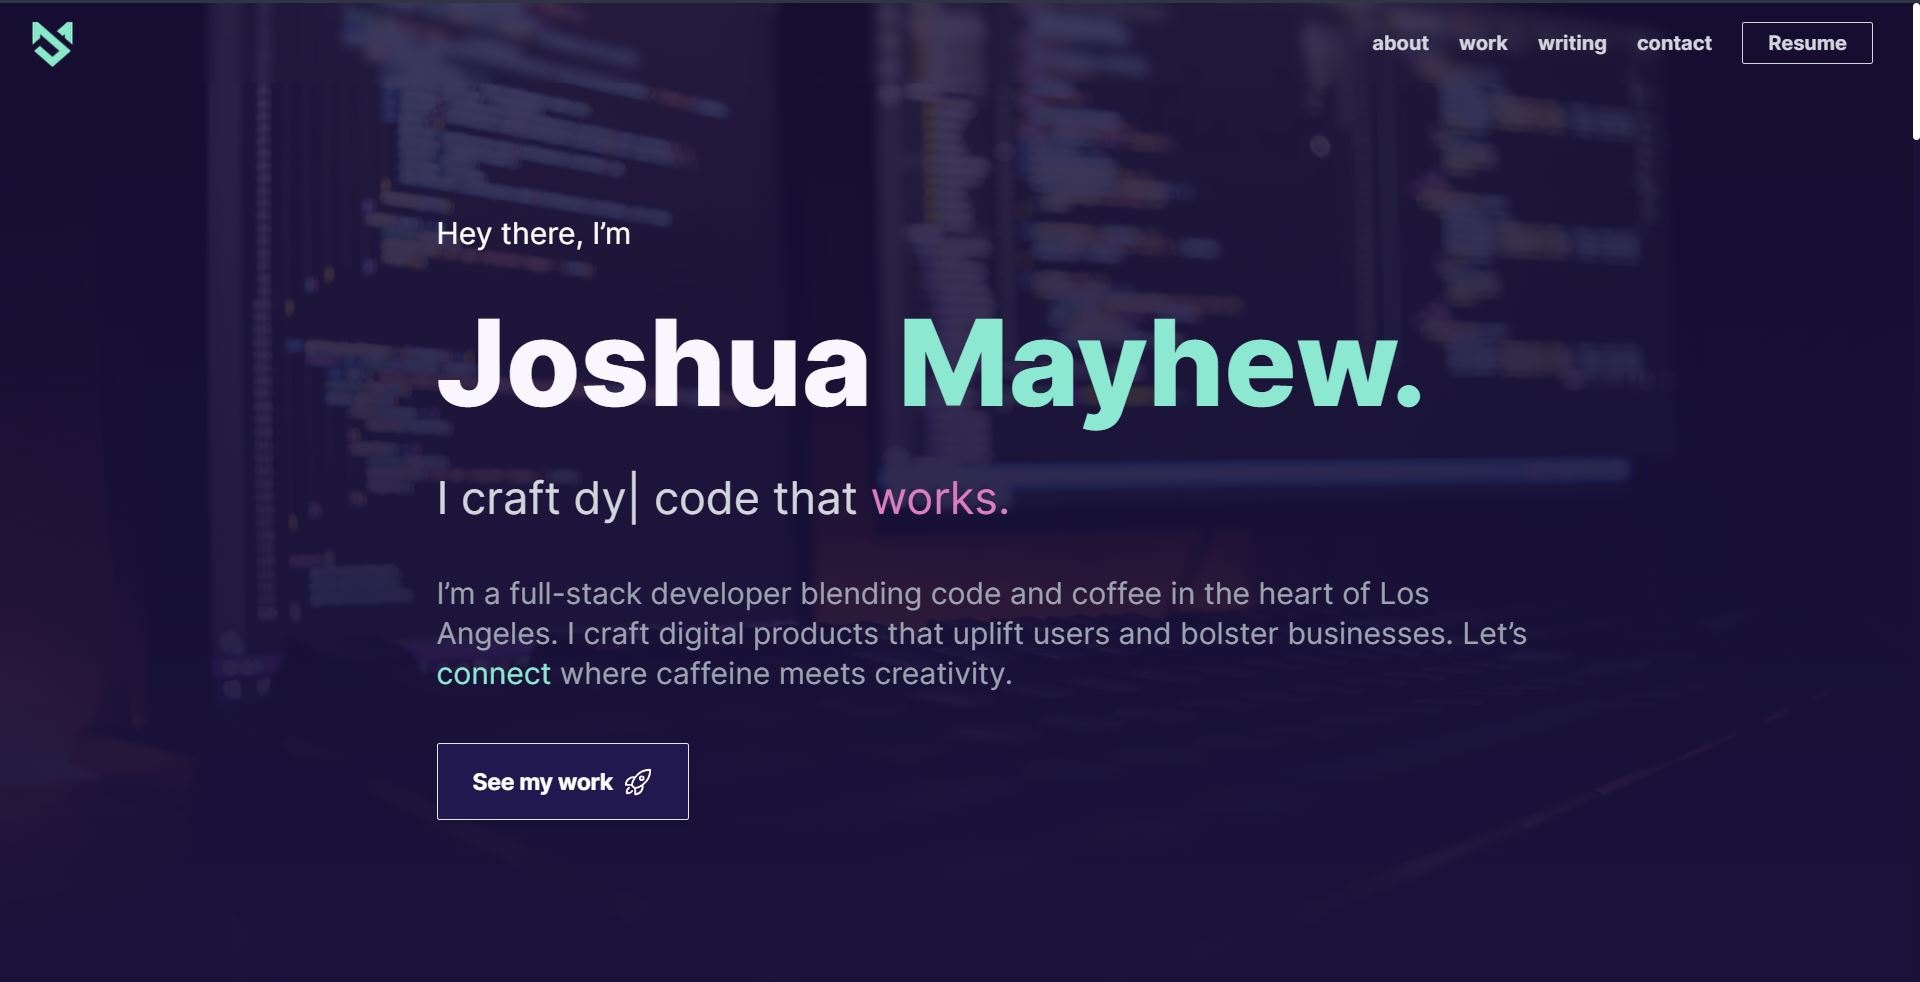 about work writing contact Resume
Hey there, I’m
Joshua Mayhew.
I craft dy| code that works.
I’m a full-stack developer blending code and coffee in the heart of Los
Angeles. I craft digital products that uplift users and bolster businesses. Let’s
connect where caffeine meets creativity.
See my work